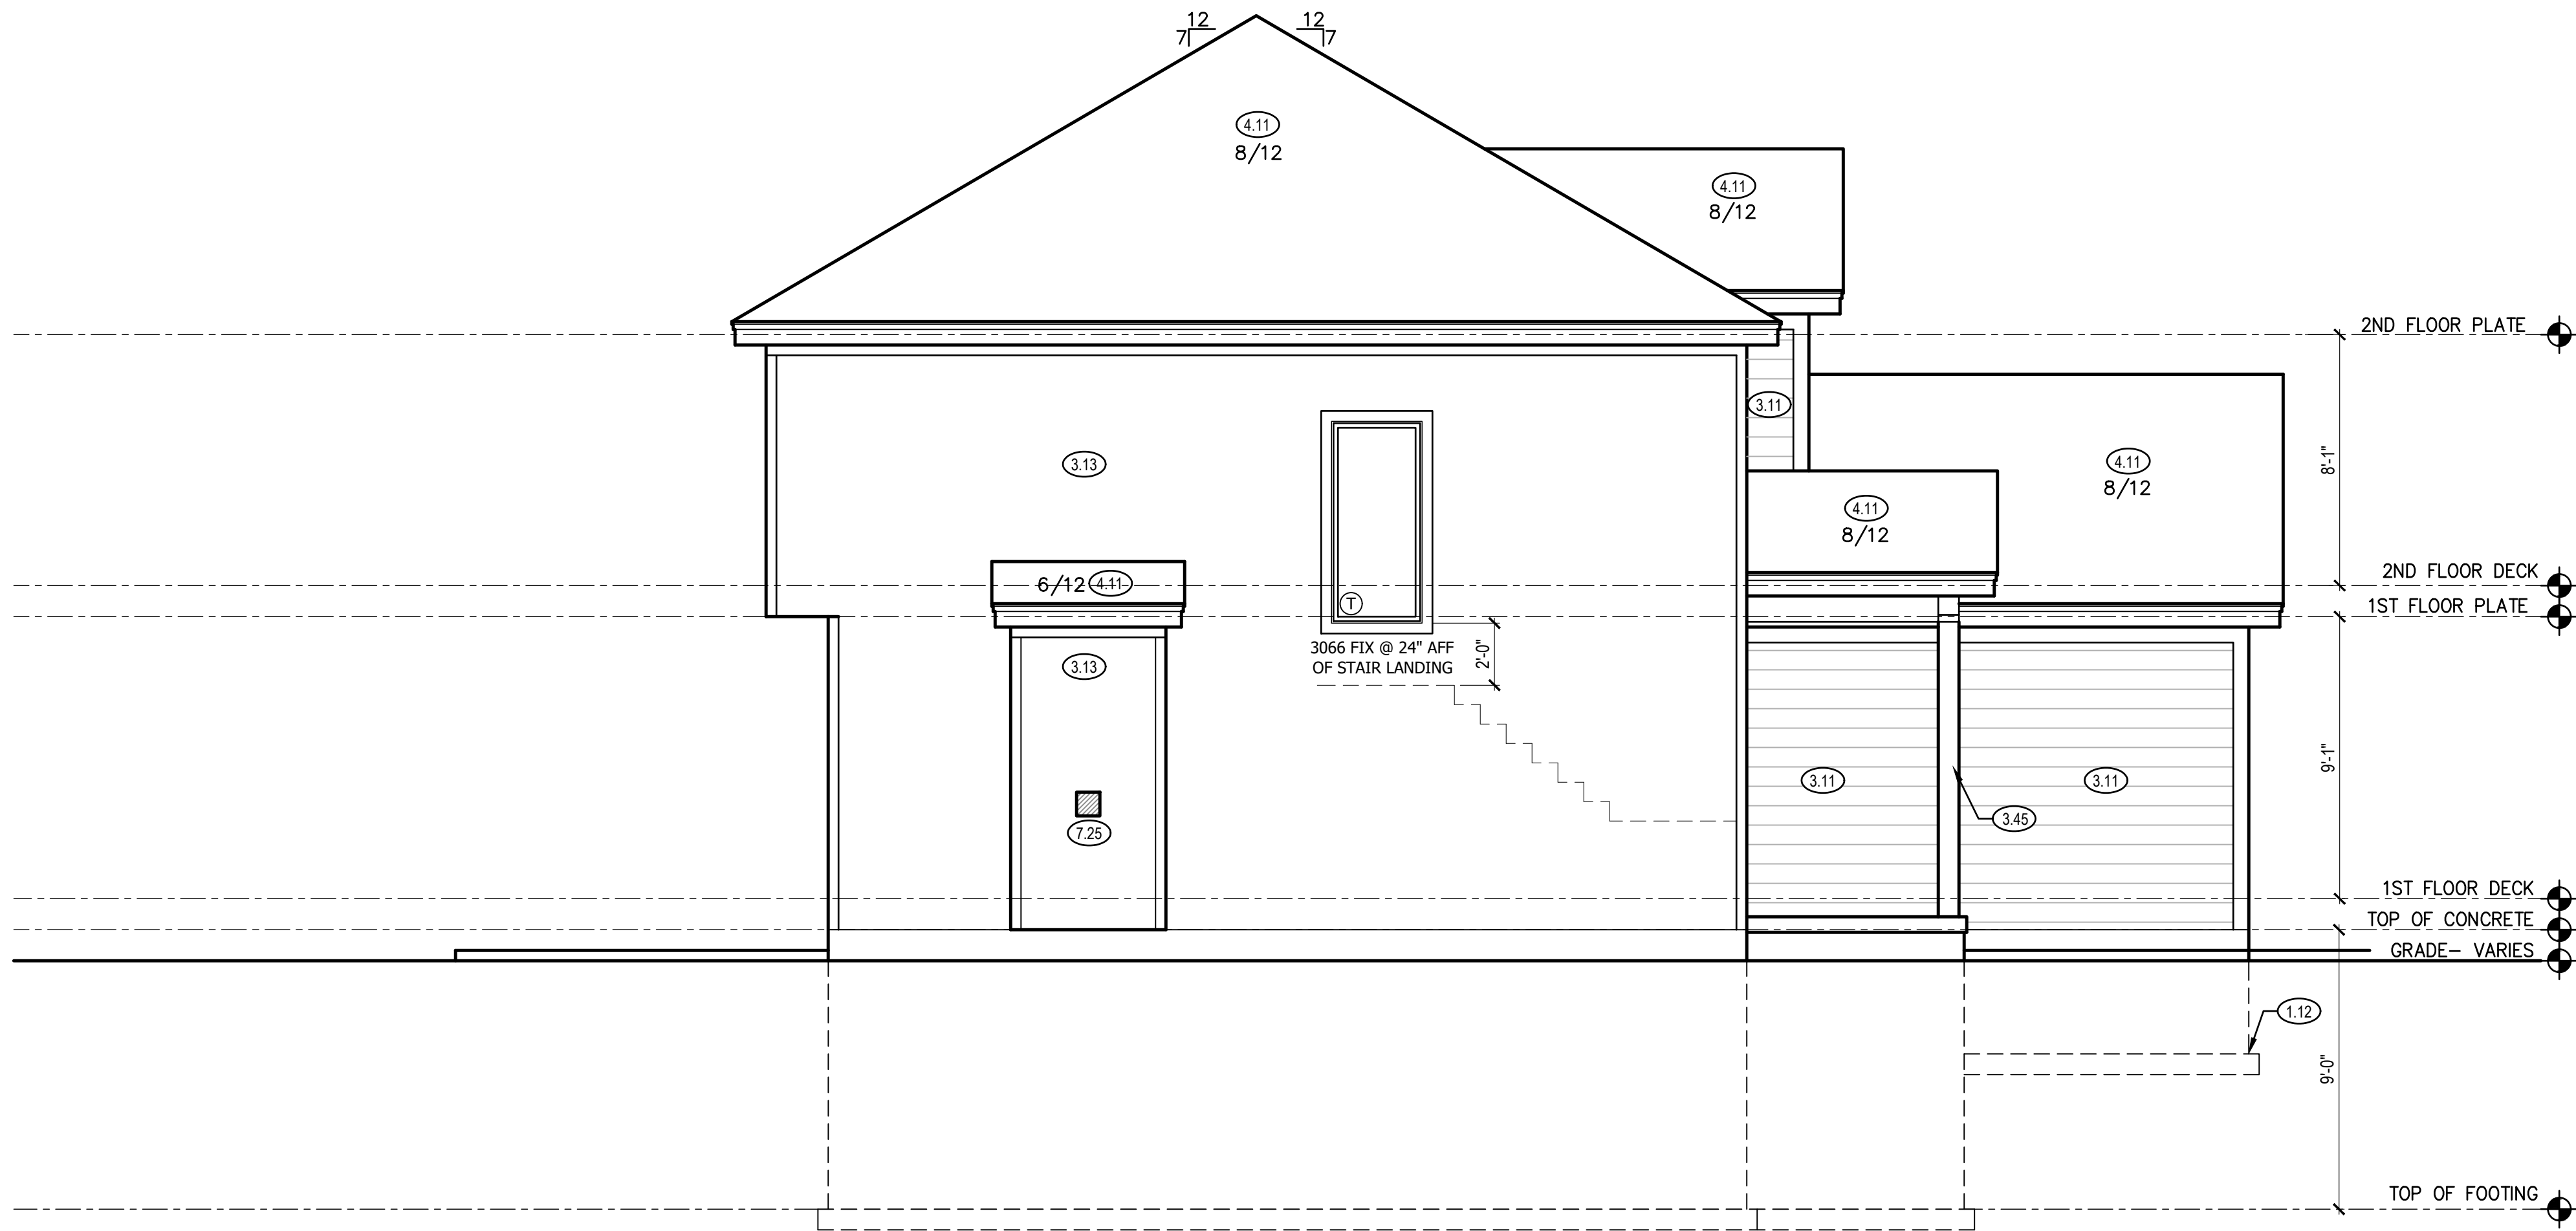 12
7
12
7
4.11
8/12
4.11
8/12
2ND FLOOR PLATE
3.11
3.13
4.11
8/12
8'-1"
4.11
8/12
6/12 4.11
2ND FLOOR DECK
T
1ST FLOOR PLATE
3066 FIX @ 24" AFF
OF STAIR LANDING
2'-0"
3.13
9'-1"
3.11
3.11
3.45
7.25
1ST FLOOR DECK
TOP OF CONCRETE
GRADE- VARIES
1.12
9'-0"
TOP OF FOOTING